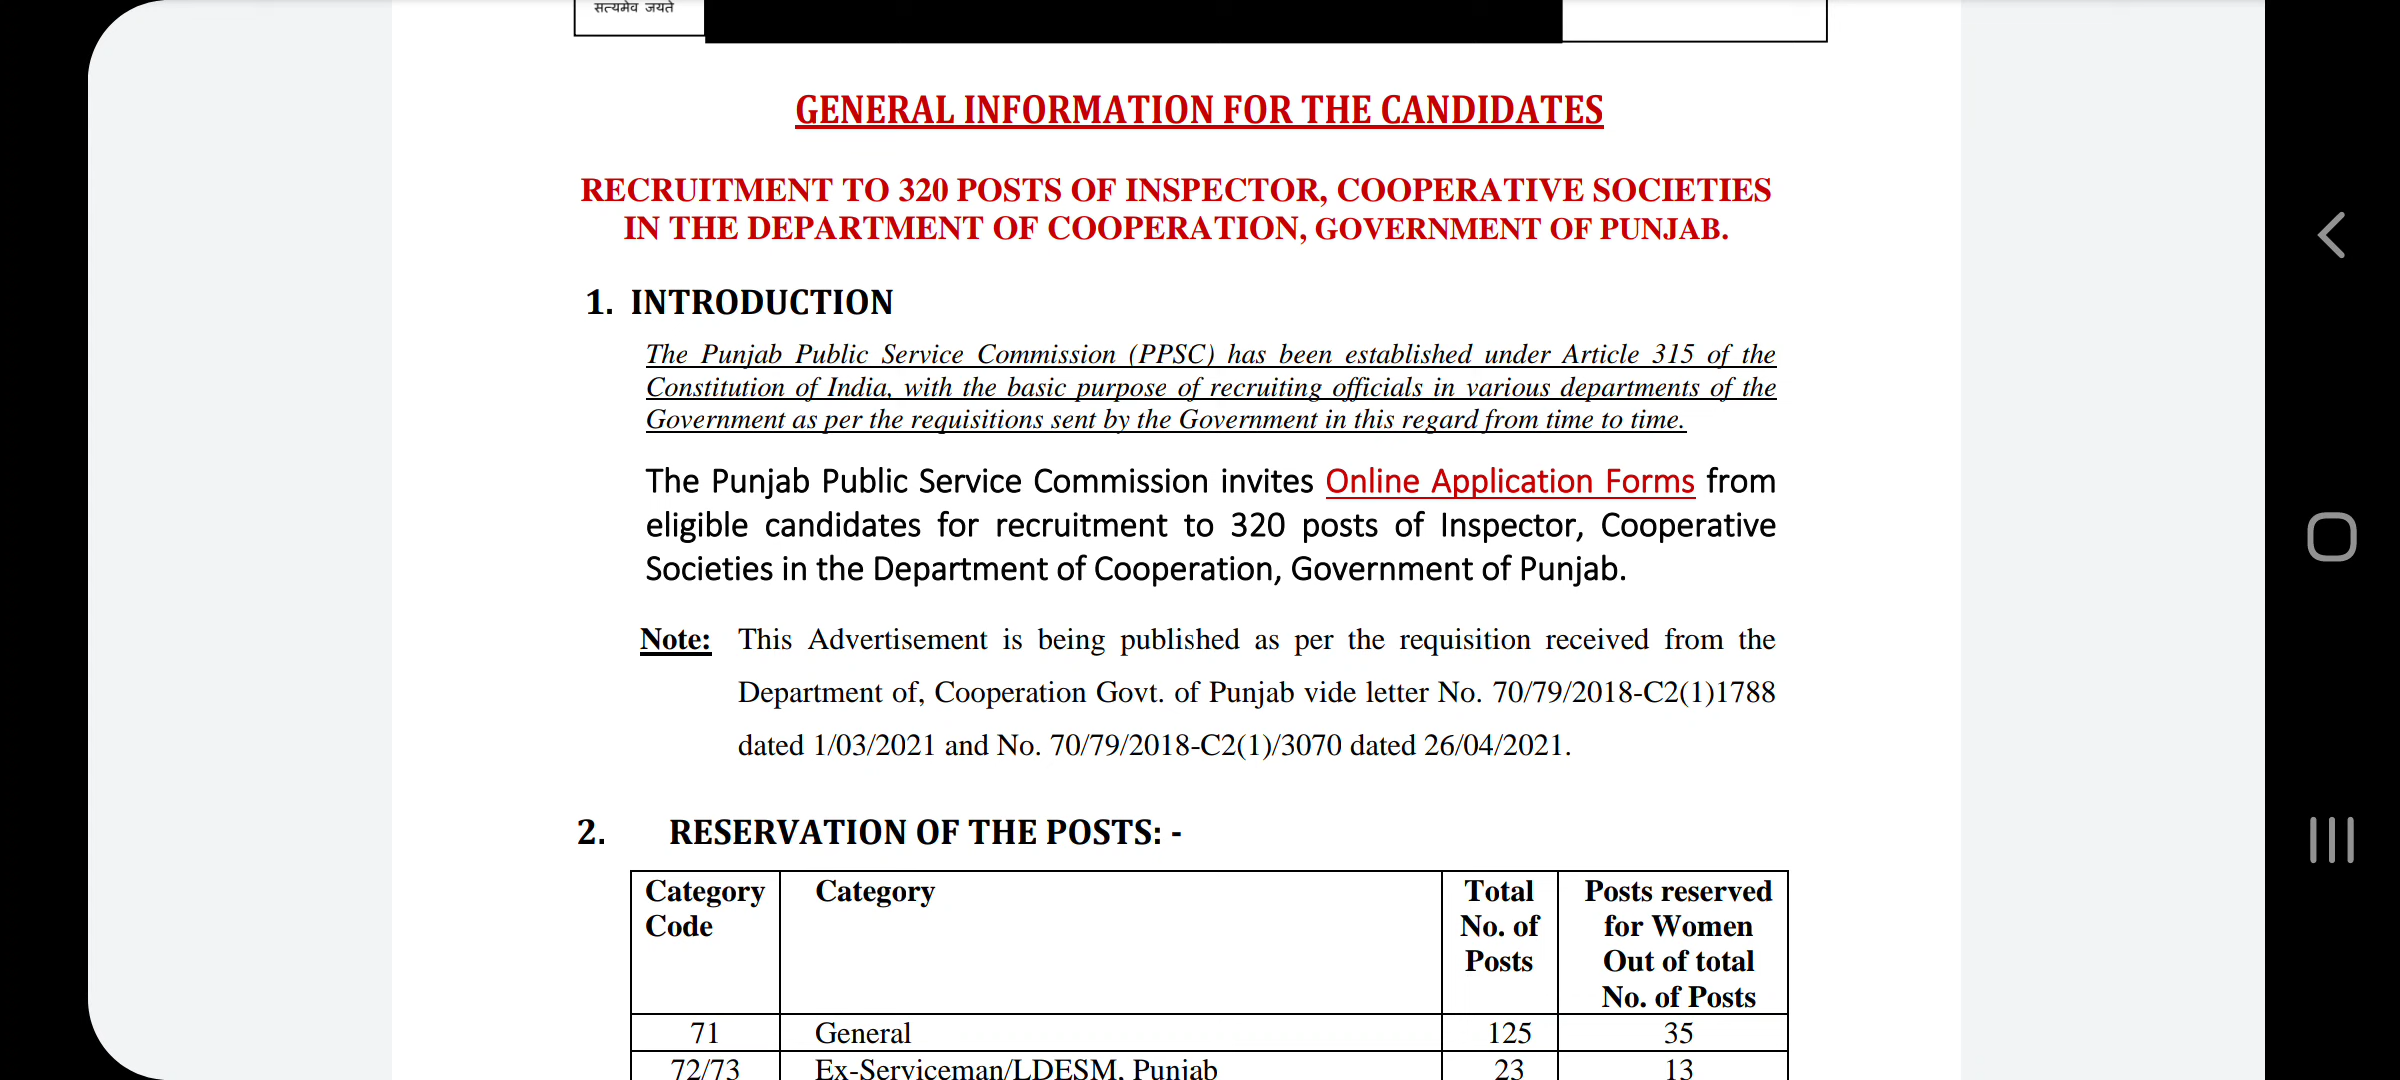 सत्यमेव जयते
GENERAL INFORMATION FOR THE CANDIDATES
RECRUITMENT TO 320 POSTS OF INSPECTOR, COOPERATIVE SOCIETIES
IN THE DEPARTMENT OF COOPERATION, GOVERNMENT OF PUNJAB.
1. INTRODUCTION
The Punjab Public Service Commission (PPSC) has been established under Article 315 of the
Constitution of India, with the basic purpose of recruiting officials in various departments of the
Government as per the requisitions sent by the Government in this regard from time to time.
The Punjab Public Service Commission invites Online Application Forms from
eligible candidates for recruitment to 320 posts of Inspector, Cooperative
Societies in the Department of Cooperation, Government of Punjab.
Note: This Advertisement is being published as per the requisition received from the
Department of, Cooperation Govt. of Punjab vide letter No. 70/79/2018-C2(1)1788
dated 1/03/2021 and No. 70/79/2018-C2(1)/3070 dated 26/04/2021.
2. RESERVATION OF THE POSTS: -
Category Code Category Total No. of Posts Posts reserved for Women Out of total No. of Posts
71 General 125 35
72/73 Ex-Serviceman/LDESM, Punjab 23 13